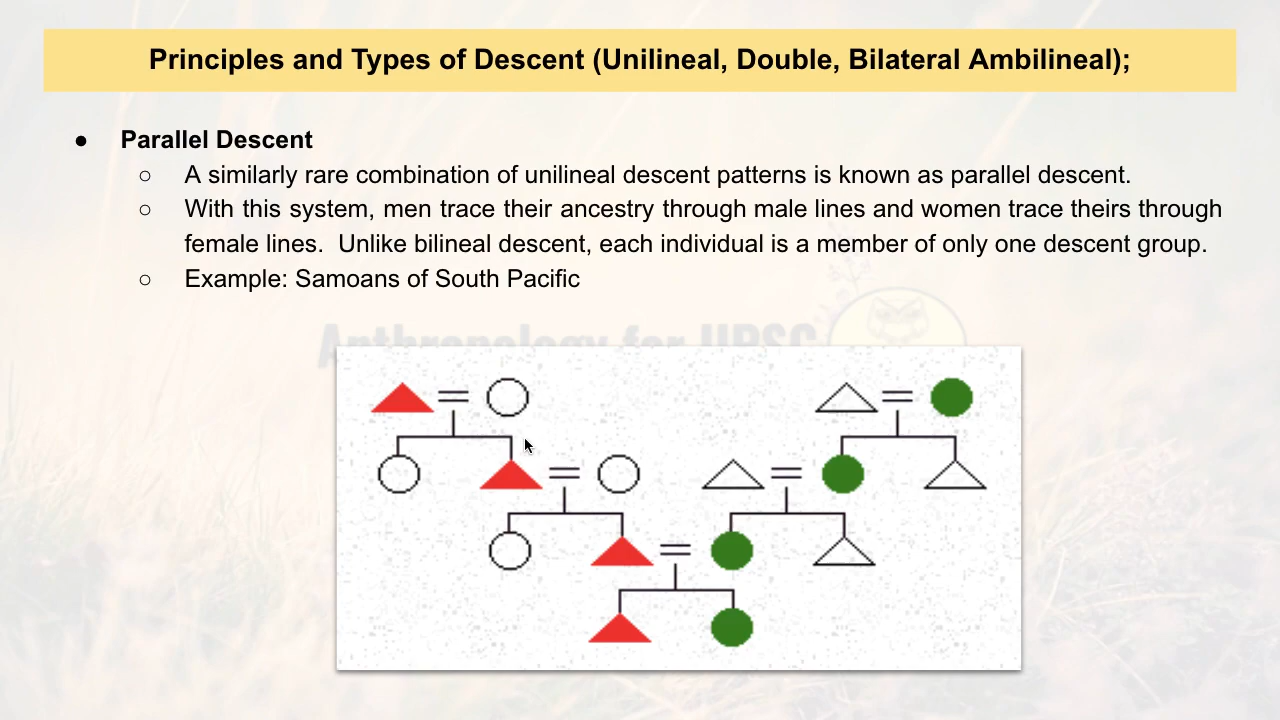 Principles and Types of Descent (Unilineal, Double, Bilateral Ambilineal);
● Parallel Descent
○ A similarly rare combination of unilineal descent patterns is known as parallel descent.
○ With this system, men trace their ancestry through male lines and women trace theirs through
female lines. Unlike bilineal descent, each individual is a member of only one descent group.
○ Example: Samoans of South Pacific
Anthropology for UPSC